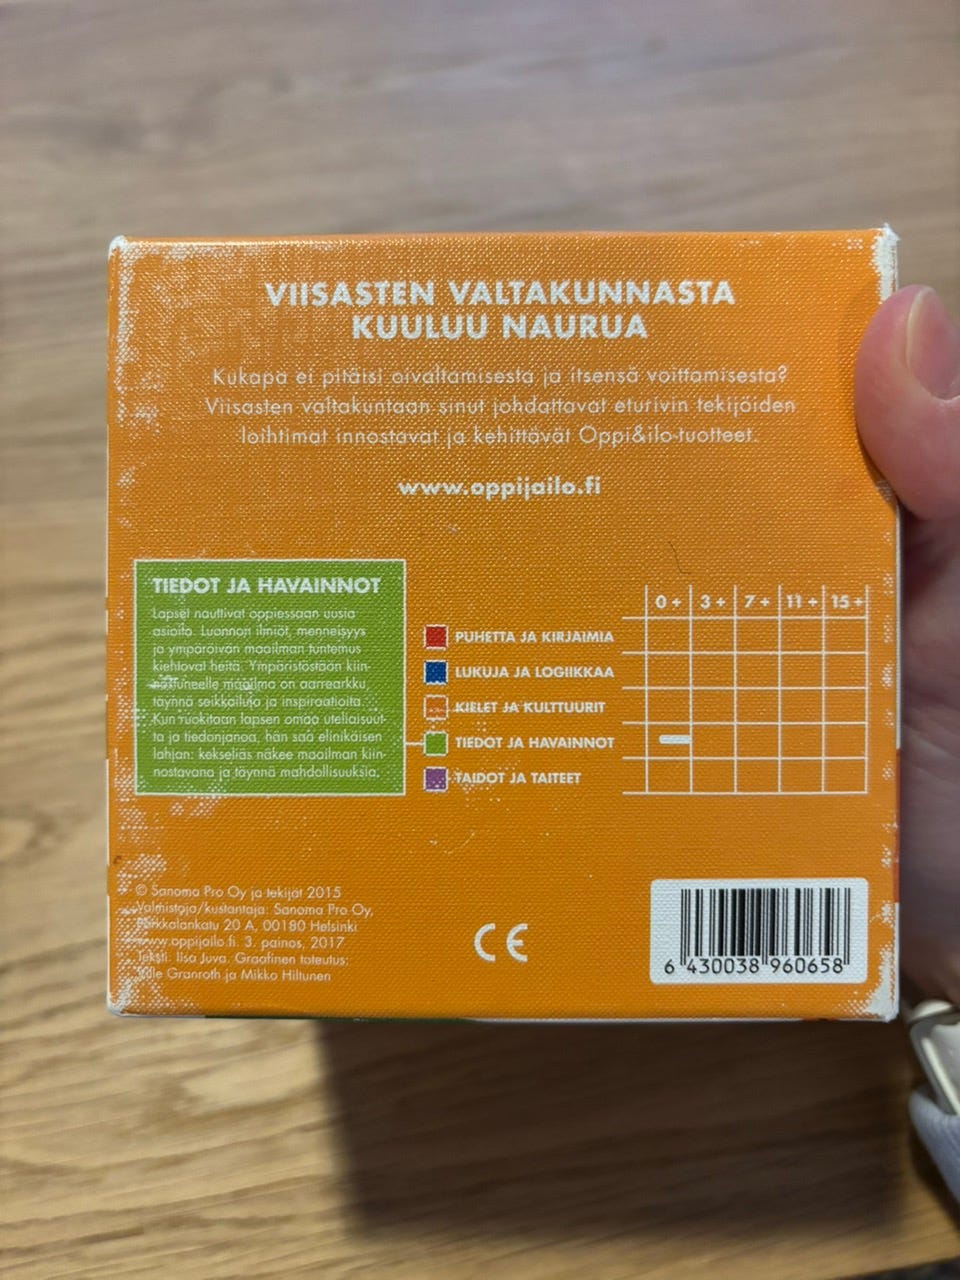 VIISASTEN VALTAKUNNASTA
KUULUU NAURUA
Kukapa ei pitäisi oivaltamisesta ja itsensä voittamisesta?
Viisasten valtakuntaan sinut johdattavat eturivin tekijöiden
loihtimat innostavat ja kehittävät Oppi&ilo-tuotteet.
www.oppijailo.fi
TIEDOT JA HAVAINNOT
Lapset nauttivat oppiessaan uusia
asioita. Luonnon ilmiöt, menneisyys
ja ympäröivän maailman tuntemus
kiehtovat heitä. Ympäristöstään kiin-
nostuneelle maailma on aarrearkku,
täynnä seikkailuja ja inspiraatioita.
Kun ruokitaan lapsen omaa uteliaisuut-
ta ja tiedonjanoa, hän saa elinikäisen
lahjan: kekseliäs näkee maailman kiin-
nostavana ja täynnä mahdollisuuksia.
0+ 3+ 7+ 11+ 15+
PUHETTA JA KIRJAIMIA
LUKUJA JA LOGIIKKAA
KIELET JA KULTTUURIT
TIEDOT JA HAVAINNOT
TAIDOT JA TAITEET
© Sanoma Pro Oy ja tekijät 2015
Valmistaja/kustantaja: Sanoma Pro Oy,
Porkkalankatu 20 A, 00180 Helsinki
www.oppijailo.fi. 3. painos, 2017
Teksti: Iisa Juva. Graafinen toteutus:
Ville Granroth ja Mikko Hiltunen
CE
6 430038 960658